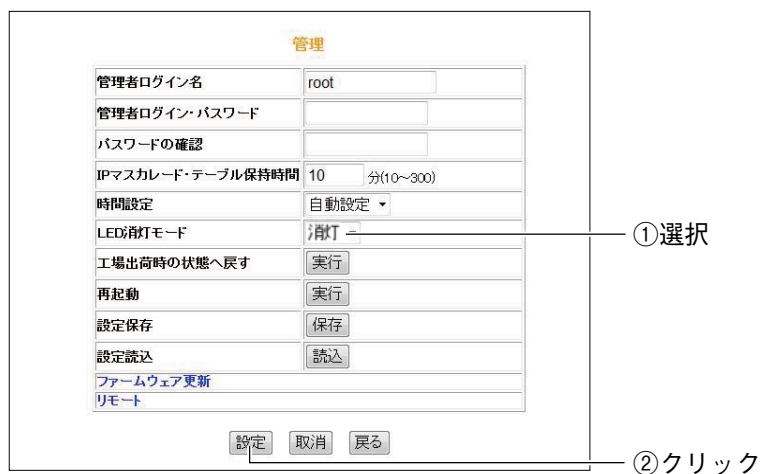 管理
管理者ログイン名 root
管理者ログイン・パスワード
パスワードの確認
IPマスカレード・テーブル保持時間 10 分(10～300)
時間設定 自動設定
LED消灯モード 消灯 ①選択
工場出荷時の状態へ戻す 実行
再起動 実行
設定保存 保存
設定読込 読込
ファームウェア更新
リモート
設定 取消 戻る ②クリック